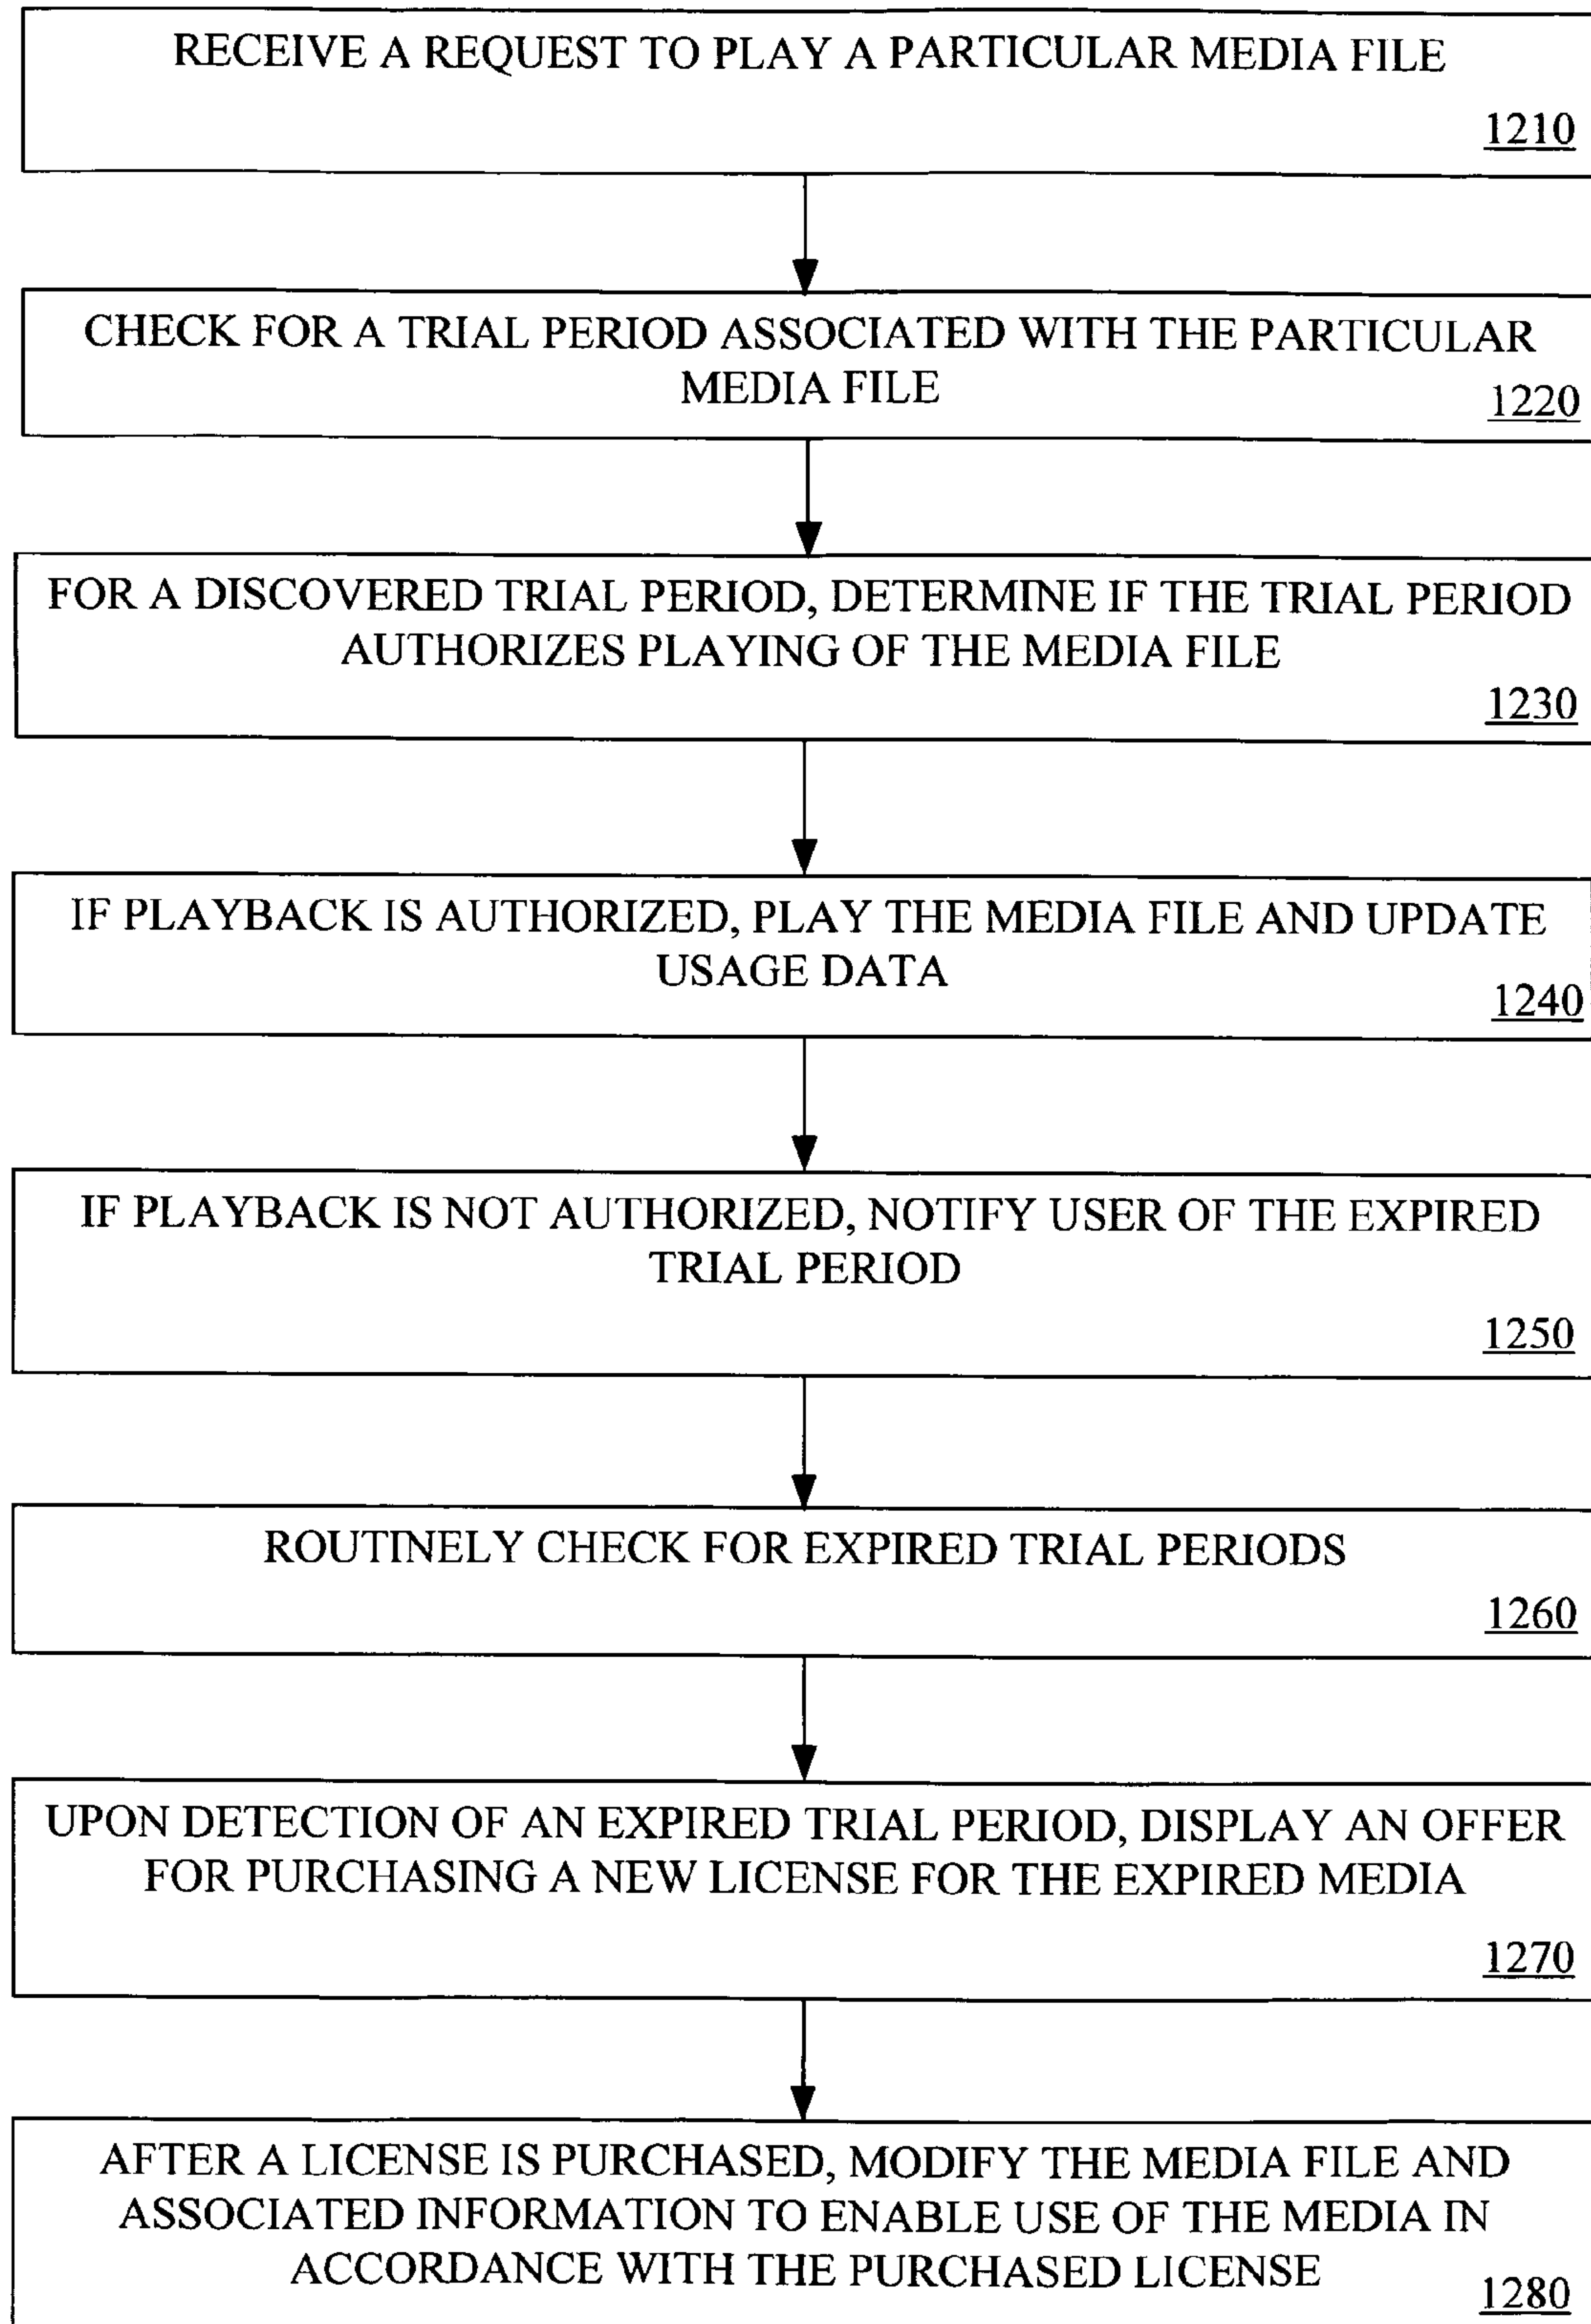 RECEIVE A REQUEST TO PLAY A PARTICULAR MEDIA FILE
1210
CHECK FOR A TRIAL PERIOD ASSOCIATED WITH THE PARTICULAR
MEDIA FILE
1220
FOR A DISCOVERED TRIAL PERIOD, DETERMINE IF THE TRIAL PERIOD
AUTHORIZES PLAYING OF THE MEDIA FILE
1230
IF PLAYBACK IS AUTHORIZED, PLAY THE MEDIA FILE AND UPDATE
USAGE DATA
1240
IF PLAYBACK IS NOT AUTHORIZED, NOTIFY USER OF THE EXPIRED
TRIAL PERIOD
1250
ROUTINELY CHECK FOR EXPIRED TRIAL PERIODS
1260
UPON DETECTION OF AN EXPIRED TRIAL PERIOD, DISPLAY AN OFFER
FOR PURCHASING A NEW LICENSE FOR THE EXPIRED MEDIA
1270
AFTER A LICENSE IS PURCHASED, MODIFY THE MEDIA FILE AND
ASSOCIATED INFORMATION TO ENABLE USE OF THE MEDIA IN
ACCORDANCE WITH THE PURCHASED LICENSE
1280